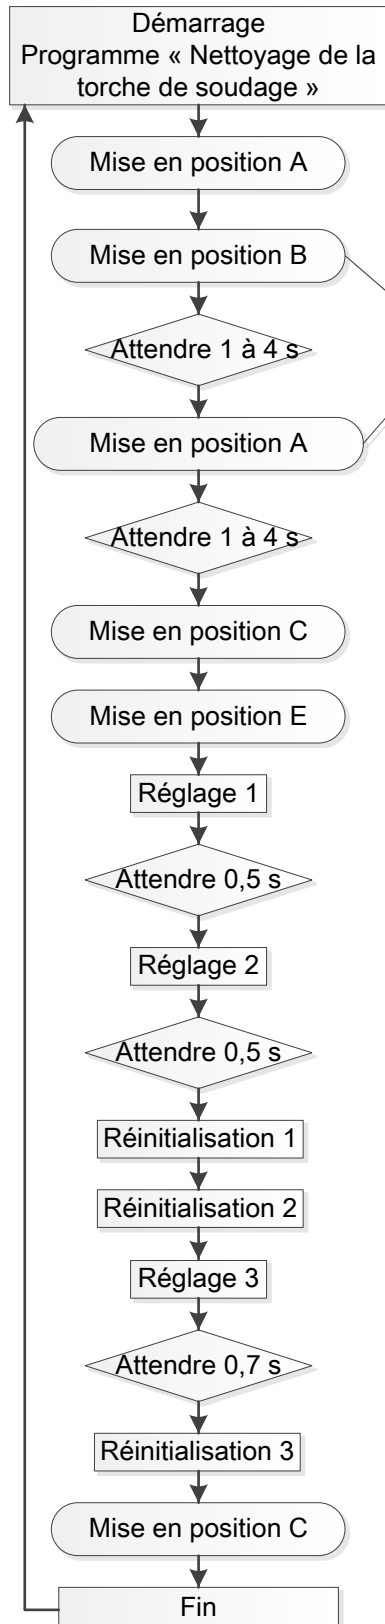 Démarrage
Programme « Nettoyage de la
torche de soudage »
Mise en position A
Mise en position B
Attendre 1 à 4 s
Mise en position A
Attendre 1 à 4 s
Mise en position C
Mise en position E
Réglage 1
Attendre 0,5 s
Réglage 2
Attendre 0,5 s
Réinitialisation 1
Réinitialisation 2
Réglage 3
Attendre 0,7 s
Réinitialisation 3
Mise en position C
Fin